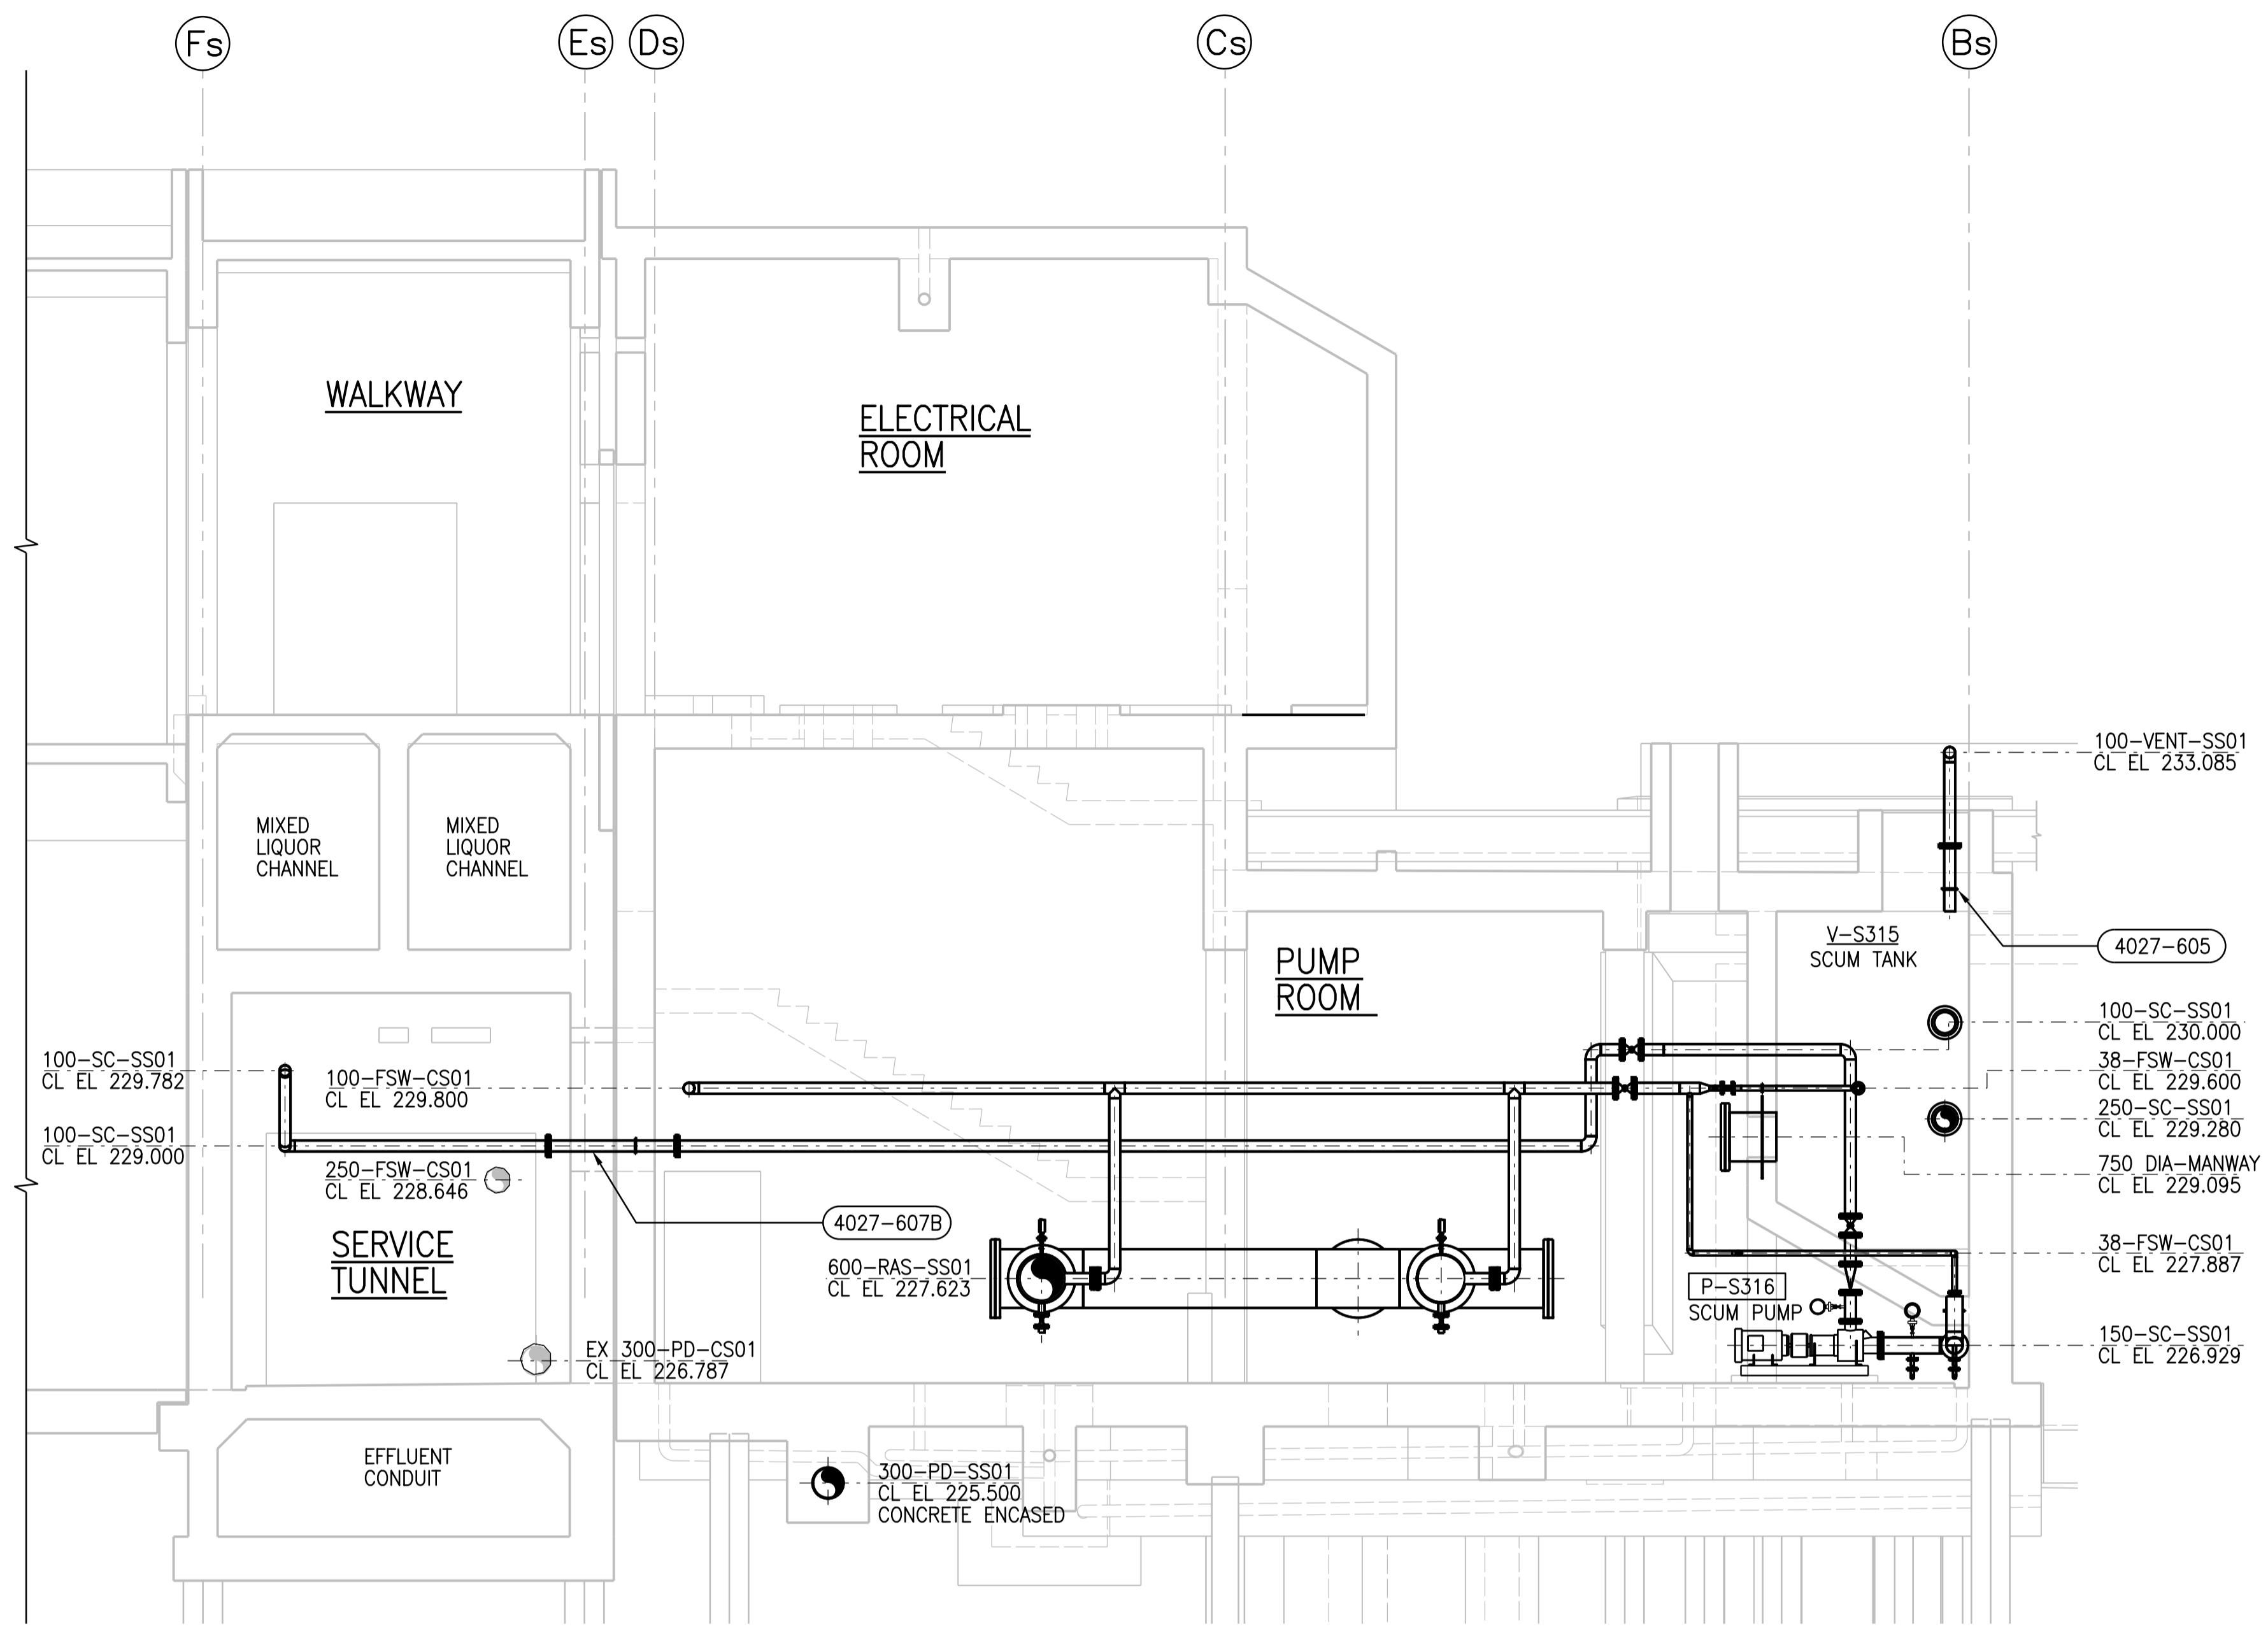 Fs
Es
Ds
Cs
Bs
WALKWAY
ELECTRICAL
ROOM
100-VENT-SS01
CL EL 233.085
MIXED
LIQUOR
CHANNEL
MIXED
LIQUOR
CHANNEL
V-S315
SCUM TANK
4027-605
PUMP
ROOM
100-SC-SS01
CL EL 230.000
100-SC-SS01
CL EL 229.782
100-FSW-CS01
CL EL 229.800
38-FSW-CS01
CL EL 229.600
250-SC-SS01
CL EL 229.280
100-SC-SS01
CL EL 229.000
250-FSW-CS01
CL EL 228.646
750 DIA-MANWAY
CL EL 229.095
4027-607B
SERVICE
TUNNEL
38-FSW-CS01
CL EL 227.887
600-RAS-SS01
CL EL 227.623
P-S316
SCUM PUMP
150-SC-SS01
CL EL 226.929
EX 300-PD-CS01
CL EL 226.787
EFFLUENT
CONDUIT
300-PD-SS01
CL EL 225.500
CONCRETE ENCASED